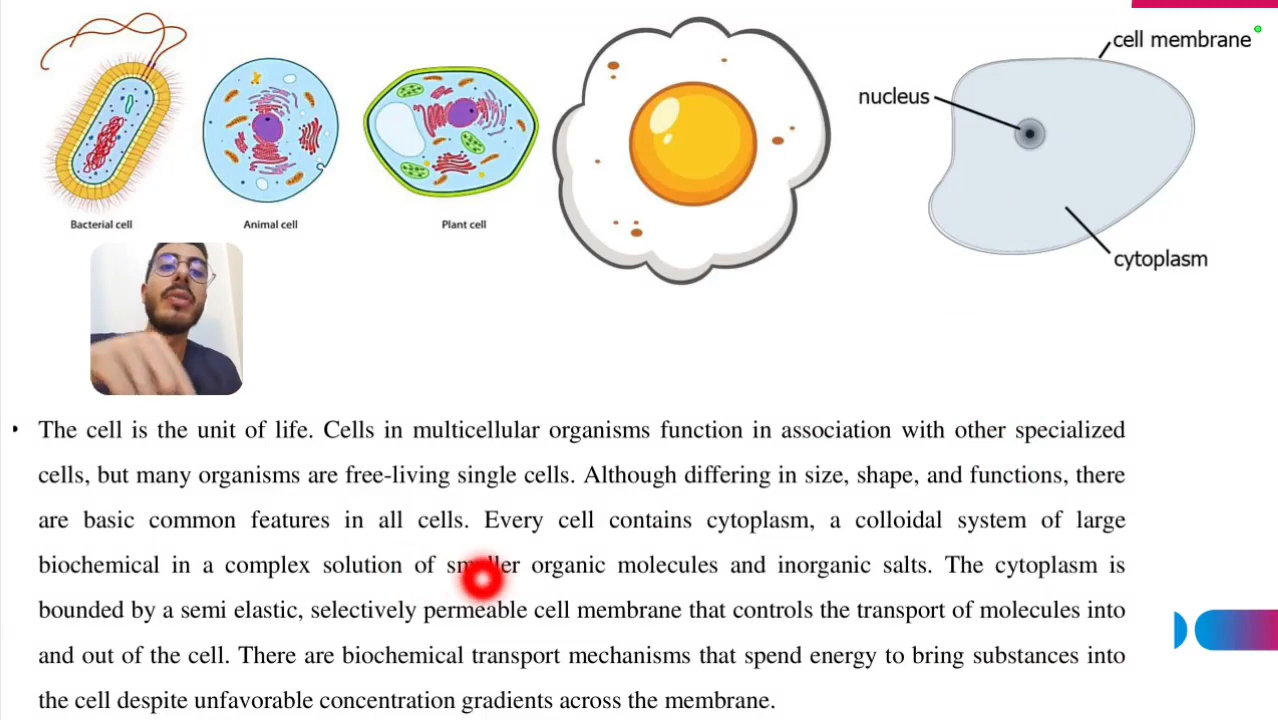 cell membrane
nucleus
Bacterial cell
Animal cell
Plant cell
cytoplasm
• The cell is the unit of life. Cells in multicellular organisms function in association with other specialized
cells, but many organisms are free-living single cells. Although differing in size, shape, and functions, there
are basic common features in all cells. Every cell contains cytoplasm, a colloidal system of large
biochemical in a complex solution of smaller organic molecules and inorganic salts. The cytoplasm is
bounded by a semi elastic, selectively permeable cell membrane that controls the transport of molecules into
and out of the cell. There are biochemical transport mechanisms that spend energy to bring substances into
the cell despite unfavorable concentration gradients across the membrane.